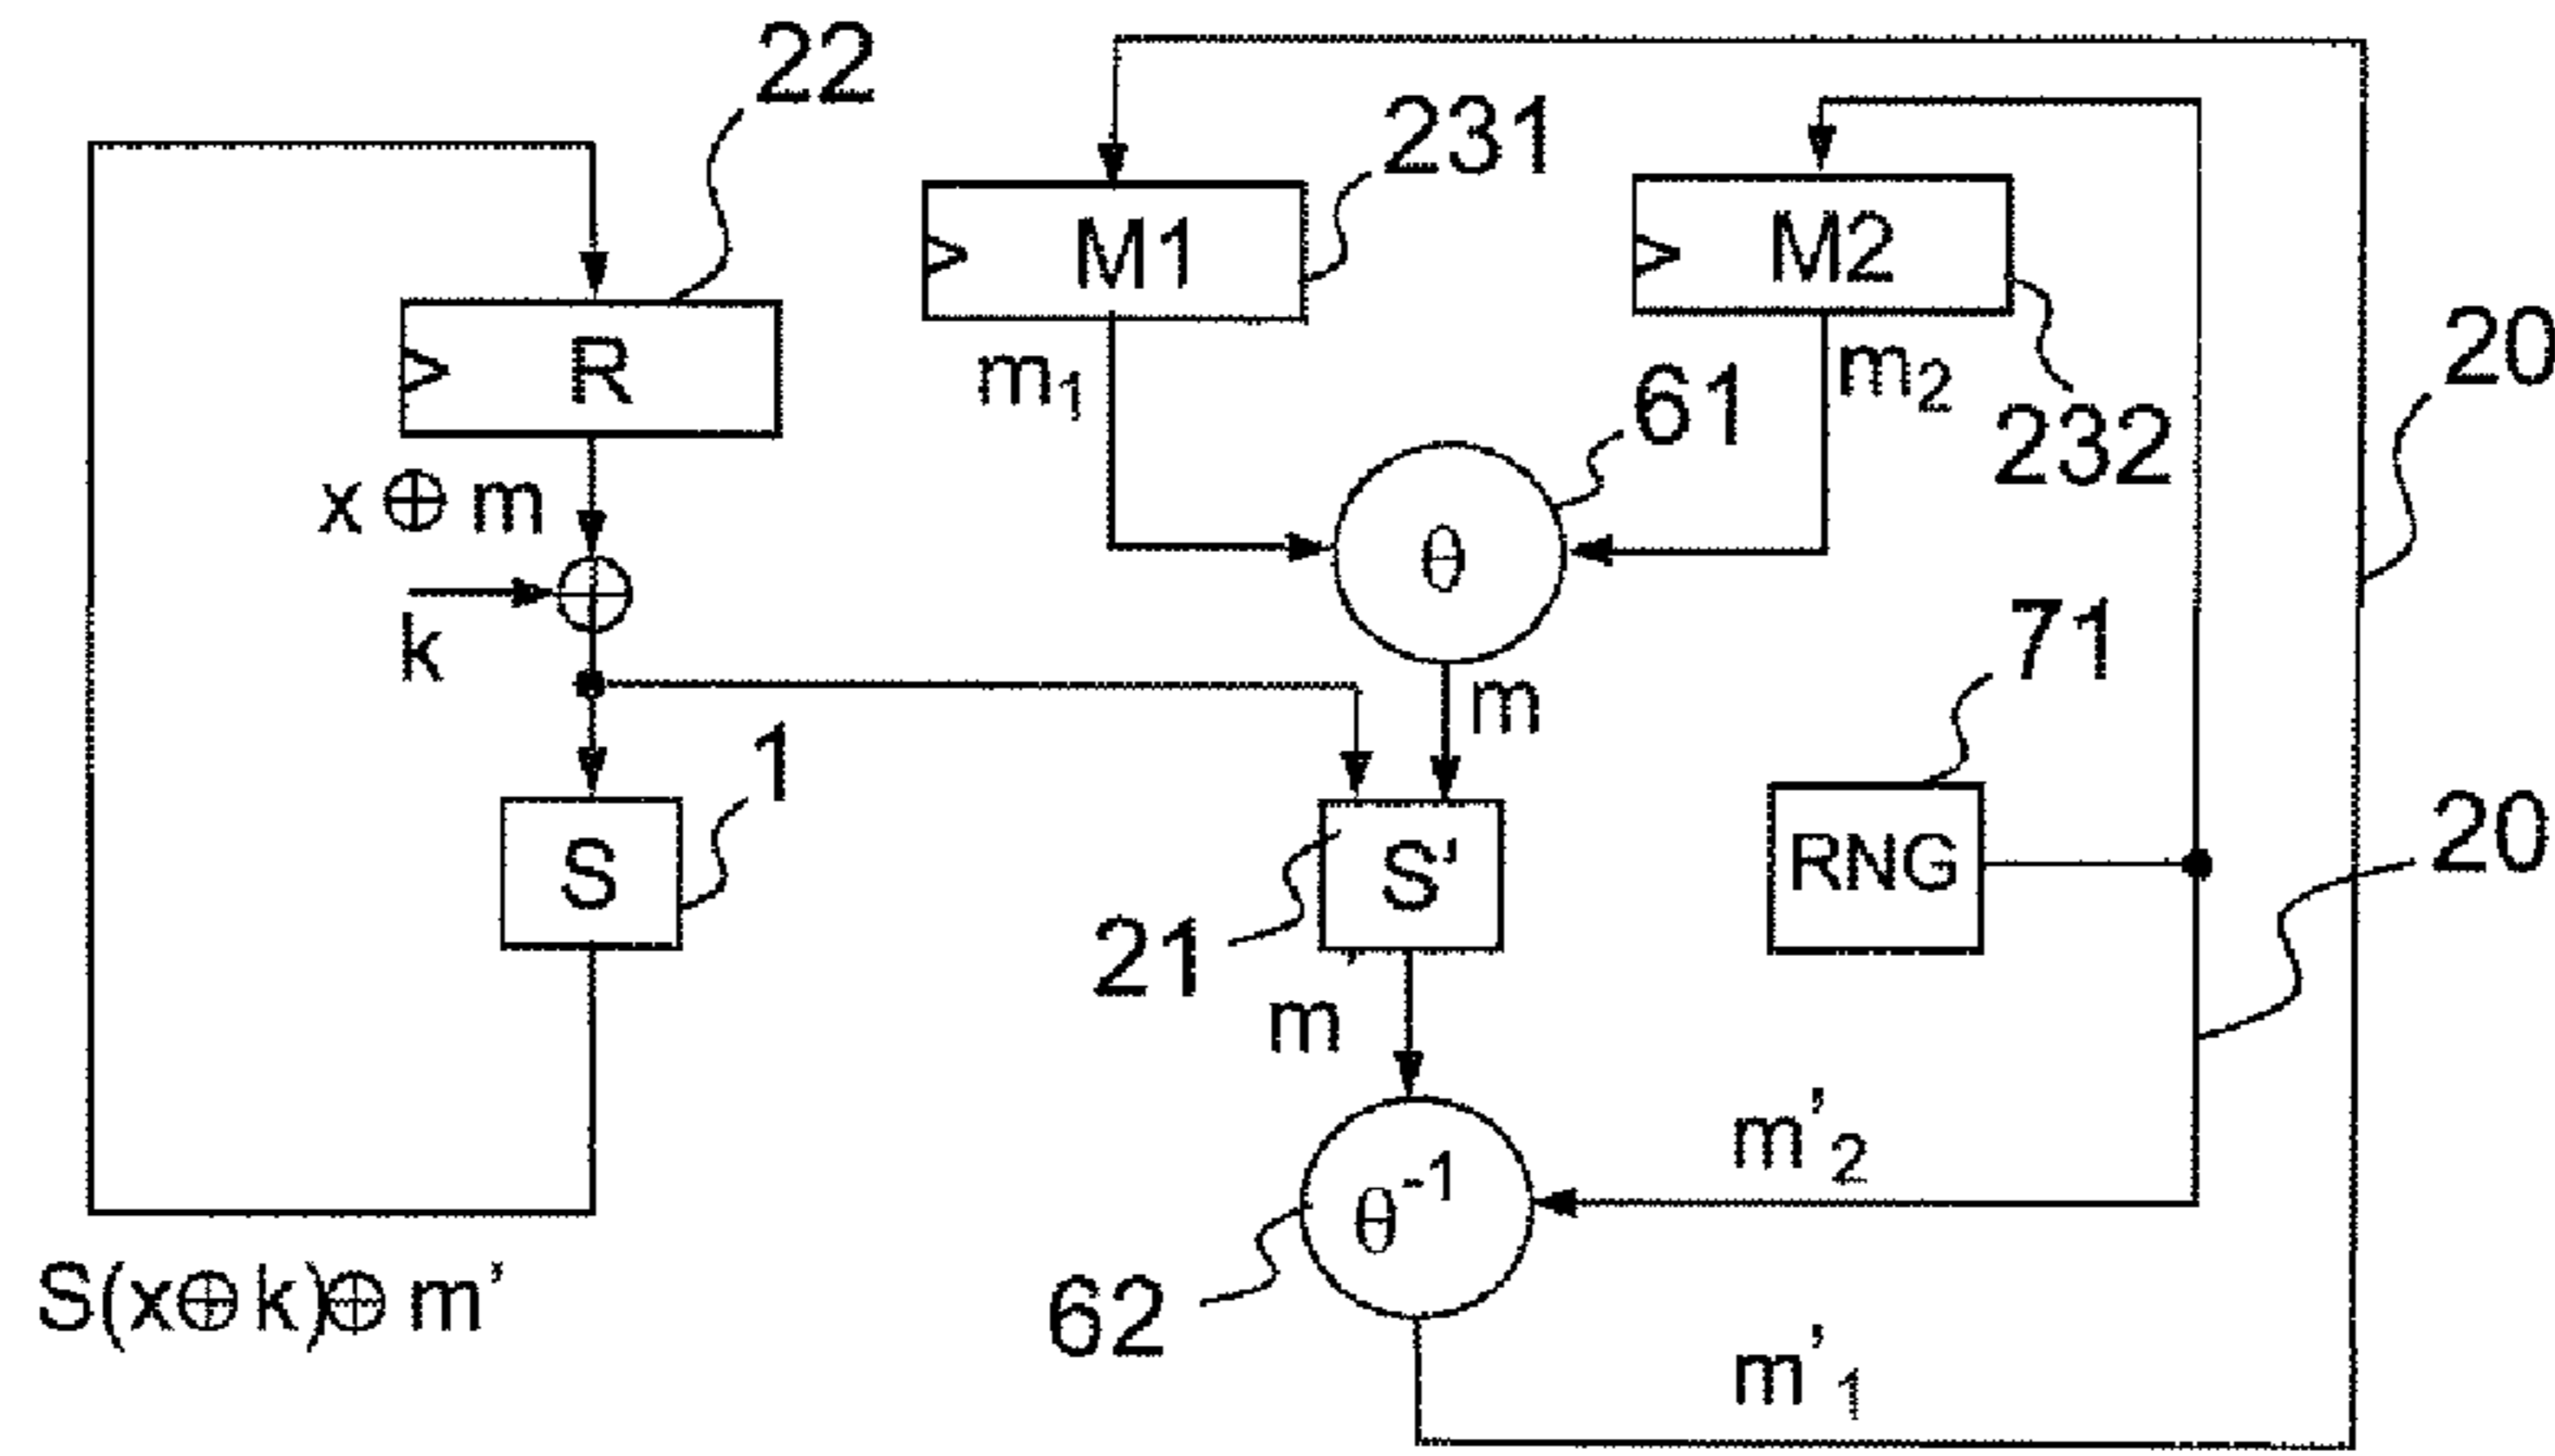 22
231
M1
M2
R
m₁
m₂
20
61
232
x ⊕ m
θ
k
71
m
1
20
S
S'
RNG
21
m
m'₂
θ⁻¹
62
S(x⊕k)⊕ m'
m'₁